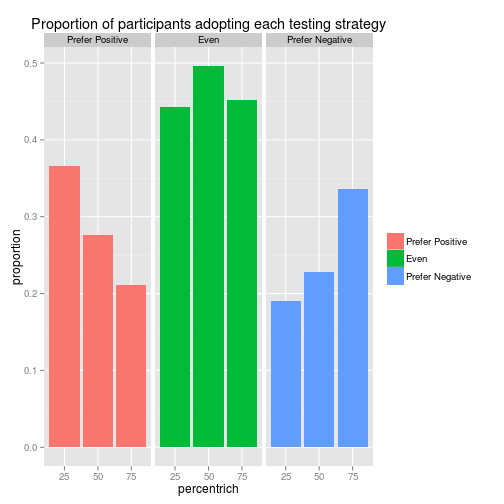 Proportion of participants adopting each testing strategy
Prefer Positive Even Prefer Negative
0.5
0.4
0.3
0.2
0.1
0.0
proportion
25 50 75 25 50 75 25 50 75
percentrich
Prefer Positive
Even
Prefer Negative